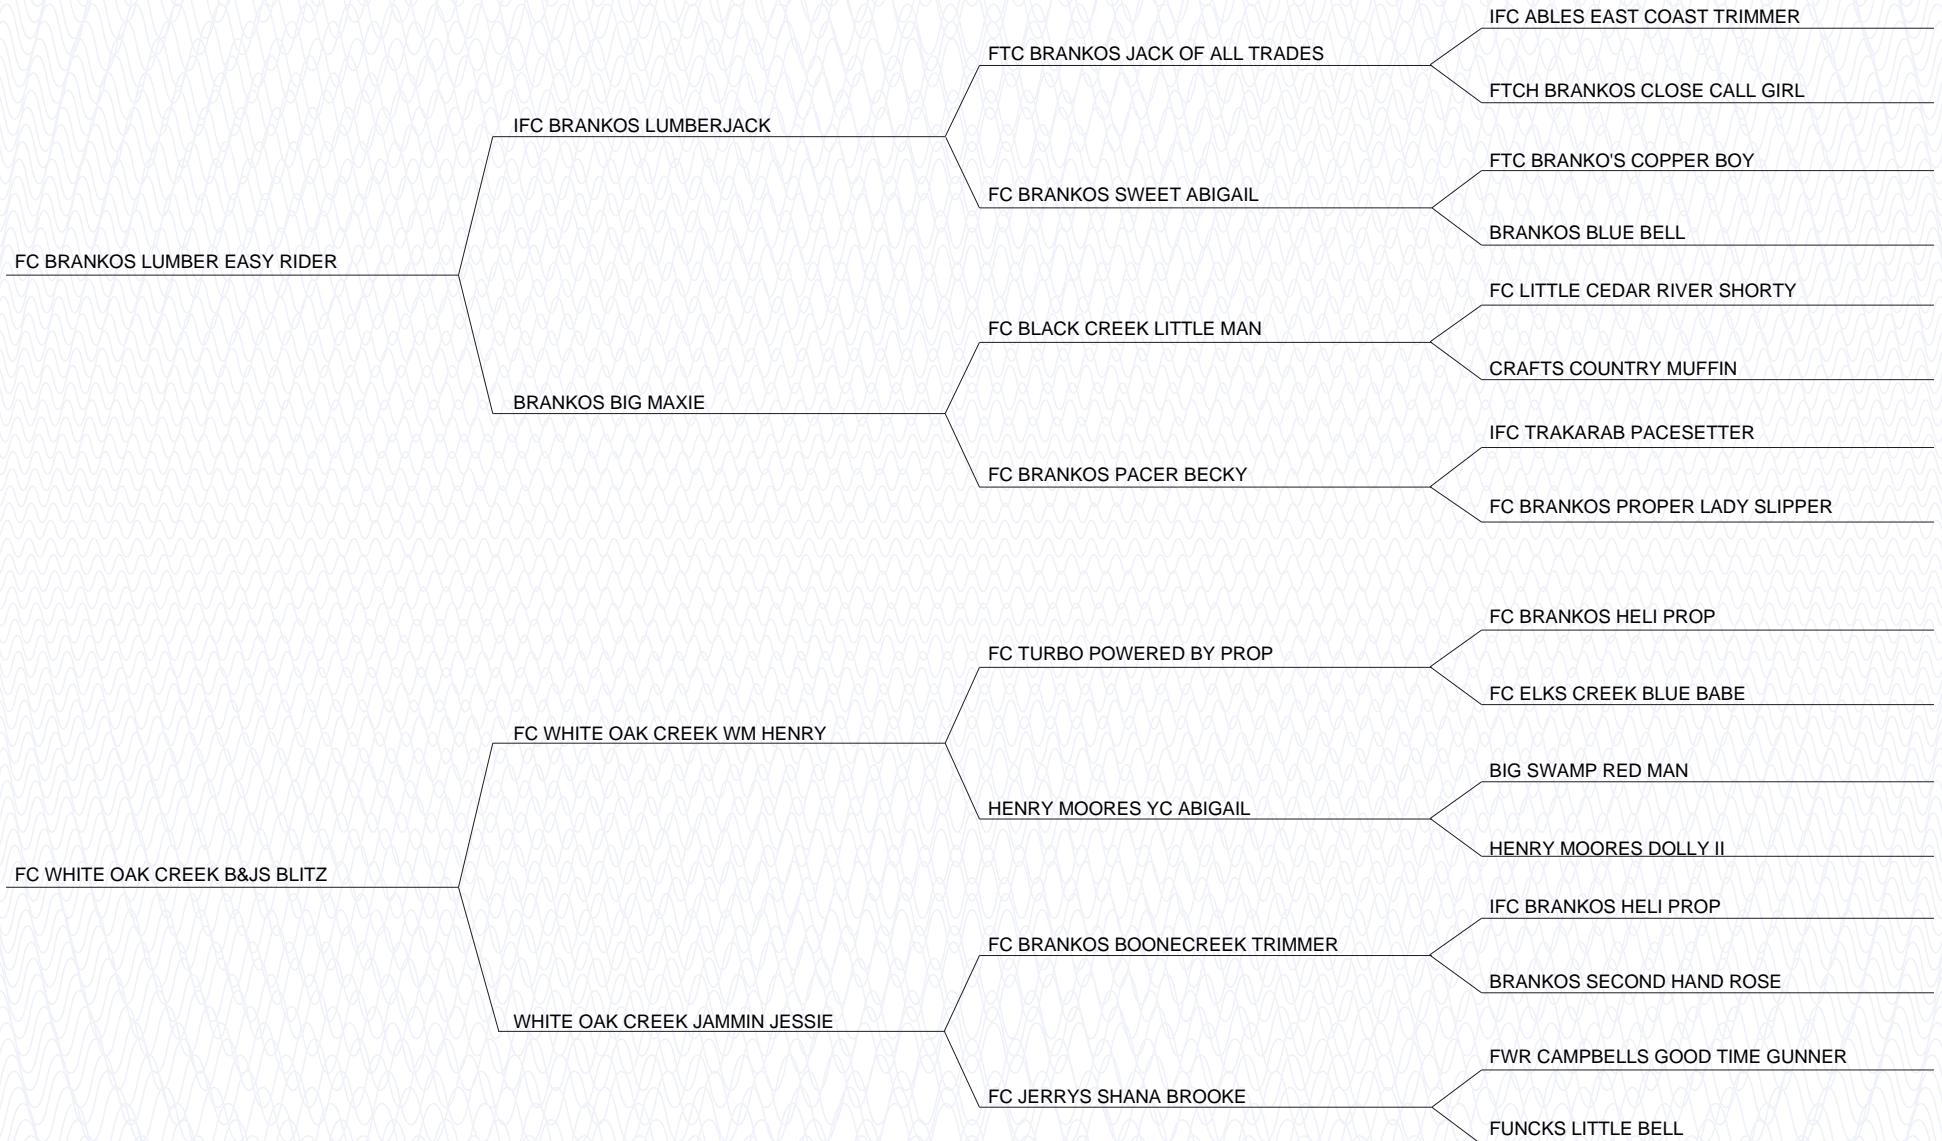 IFC ABLES EAST COAST TRIMMER
FTC BRANKOS JACK OF ALL TRADES
FTCH BRANKOS CLOSE CALL GIRL
IFC BRANKOS LUMBERJACK
FTC BRANKO'S COPPER BOY
FC BRANKOS SWEET ABIGAIL
BRANKOS BLUE BELL
FC BRANKOS LUMBER EASY RIDER
FC LITTLE CEDAR RIVER SHORTY
FC BLACK CREEK LITTLE MAN
CRAFTS COUNTRY MUFFIN
BRANKOS BIG MAXIE
IFC TRAKARAB PACESETTER
FC BRANKOS PACER BECKY
FC BRANKOS PROPER LADY SLIPPER
FC BRANKOS HELI PROP
FC TURBO POWERED BY PROP
FC ELKS CREEK BLUE BABE
FC WHITE OAK CREEK WM HENRY
BIG SWAMP RED MAN
HENRY MOORES YC ABIGAIL
HENRY MOORES DOLLY II
FC WHITE OAK CREEK B&JS BLITZ
IFC BRANKOS HELI PROP
FC BRANKOS BOONECREEK TRIMMER
BRANKOS SECOND HAND ROSE
WHITE OAK CREEK JAMMIN JESSIE
FWR CAMPBELLS GOOD TIME GUNNER
FC JERRYS SHANA BROOKE
FUNCKS LITTLE BELL